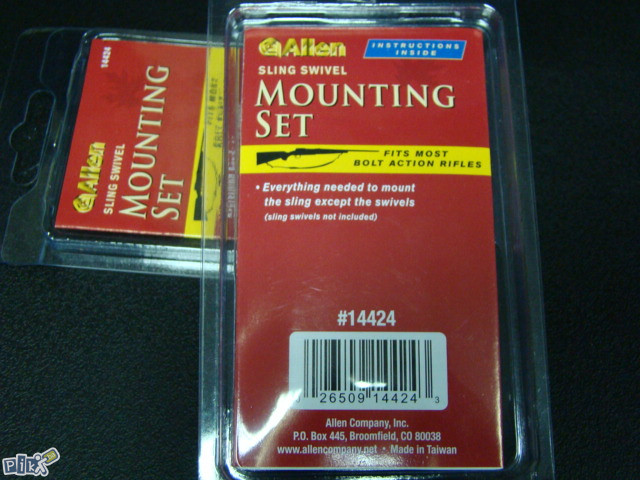 Allen
INSTRUCTIONS
INSIDE
SLING SWIVEL
MOUNTING
SET
FITS MOST
BOLT ACTION RIFLES
• Everything needed to mount
the sling except the swivels
(sling swivels not included)
#14424
26509 14424 3
Allen Company, Inc.
P.O. Box 445, Broomfield, CO 80038
www.allencompany.net • Made in Taiwan
14424
Allen
SLING SWIVEL
MOUNTING
SET
pik's